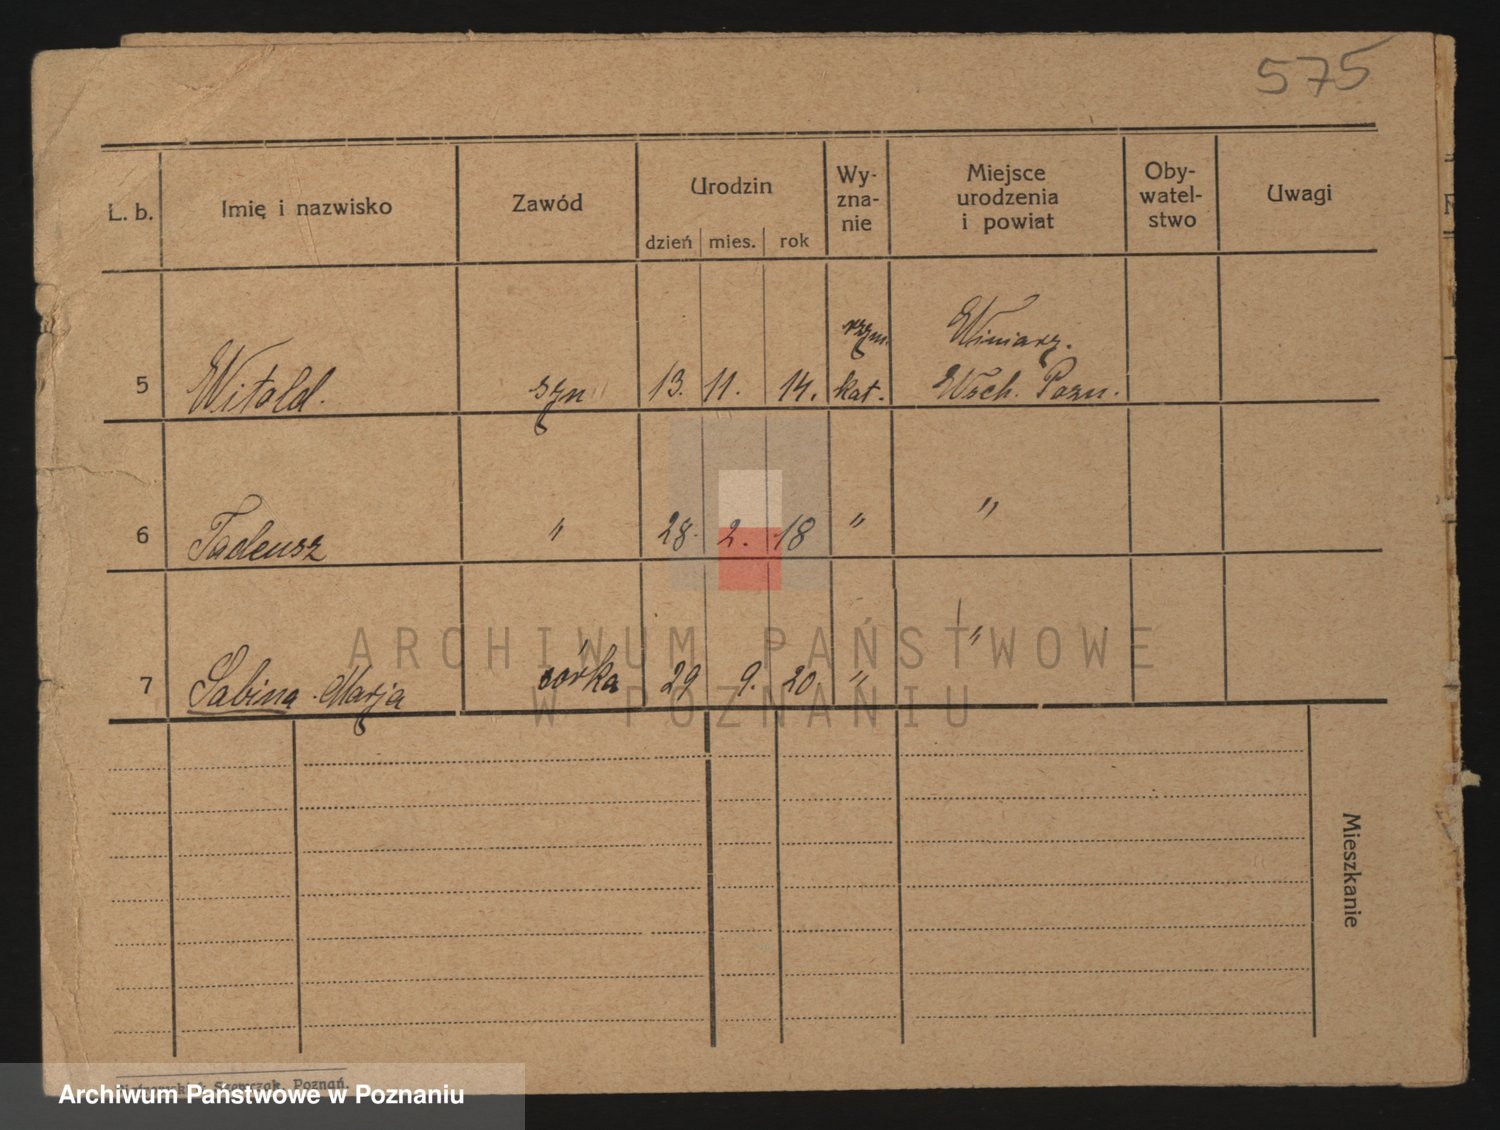 575
L. b. Imię i nazwisko Zawód Urodzin Wy-zna-nie Miejsce urodzenia i powiat Oby-watel-stwo Uwagi
dzień mies. rok
rzym. Winiary.
5 Witold. syn 13. 11. 14. kat. Wsch. Pozn.
6 Tadeusz " 28. 2. 18 " "
7 Sabina Marja córka 29 9. 20. " "
ARCHIWUM PAŃSTWOWE
W POZNANIU
Mieszkanie
Szewczak, Poznań.
Archiwum Państwowe w Poznaniu